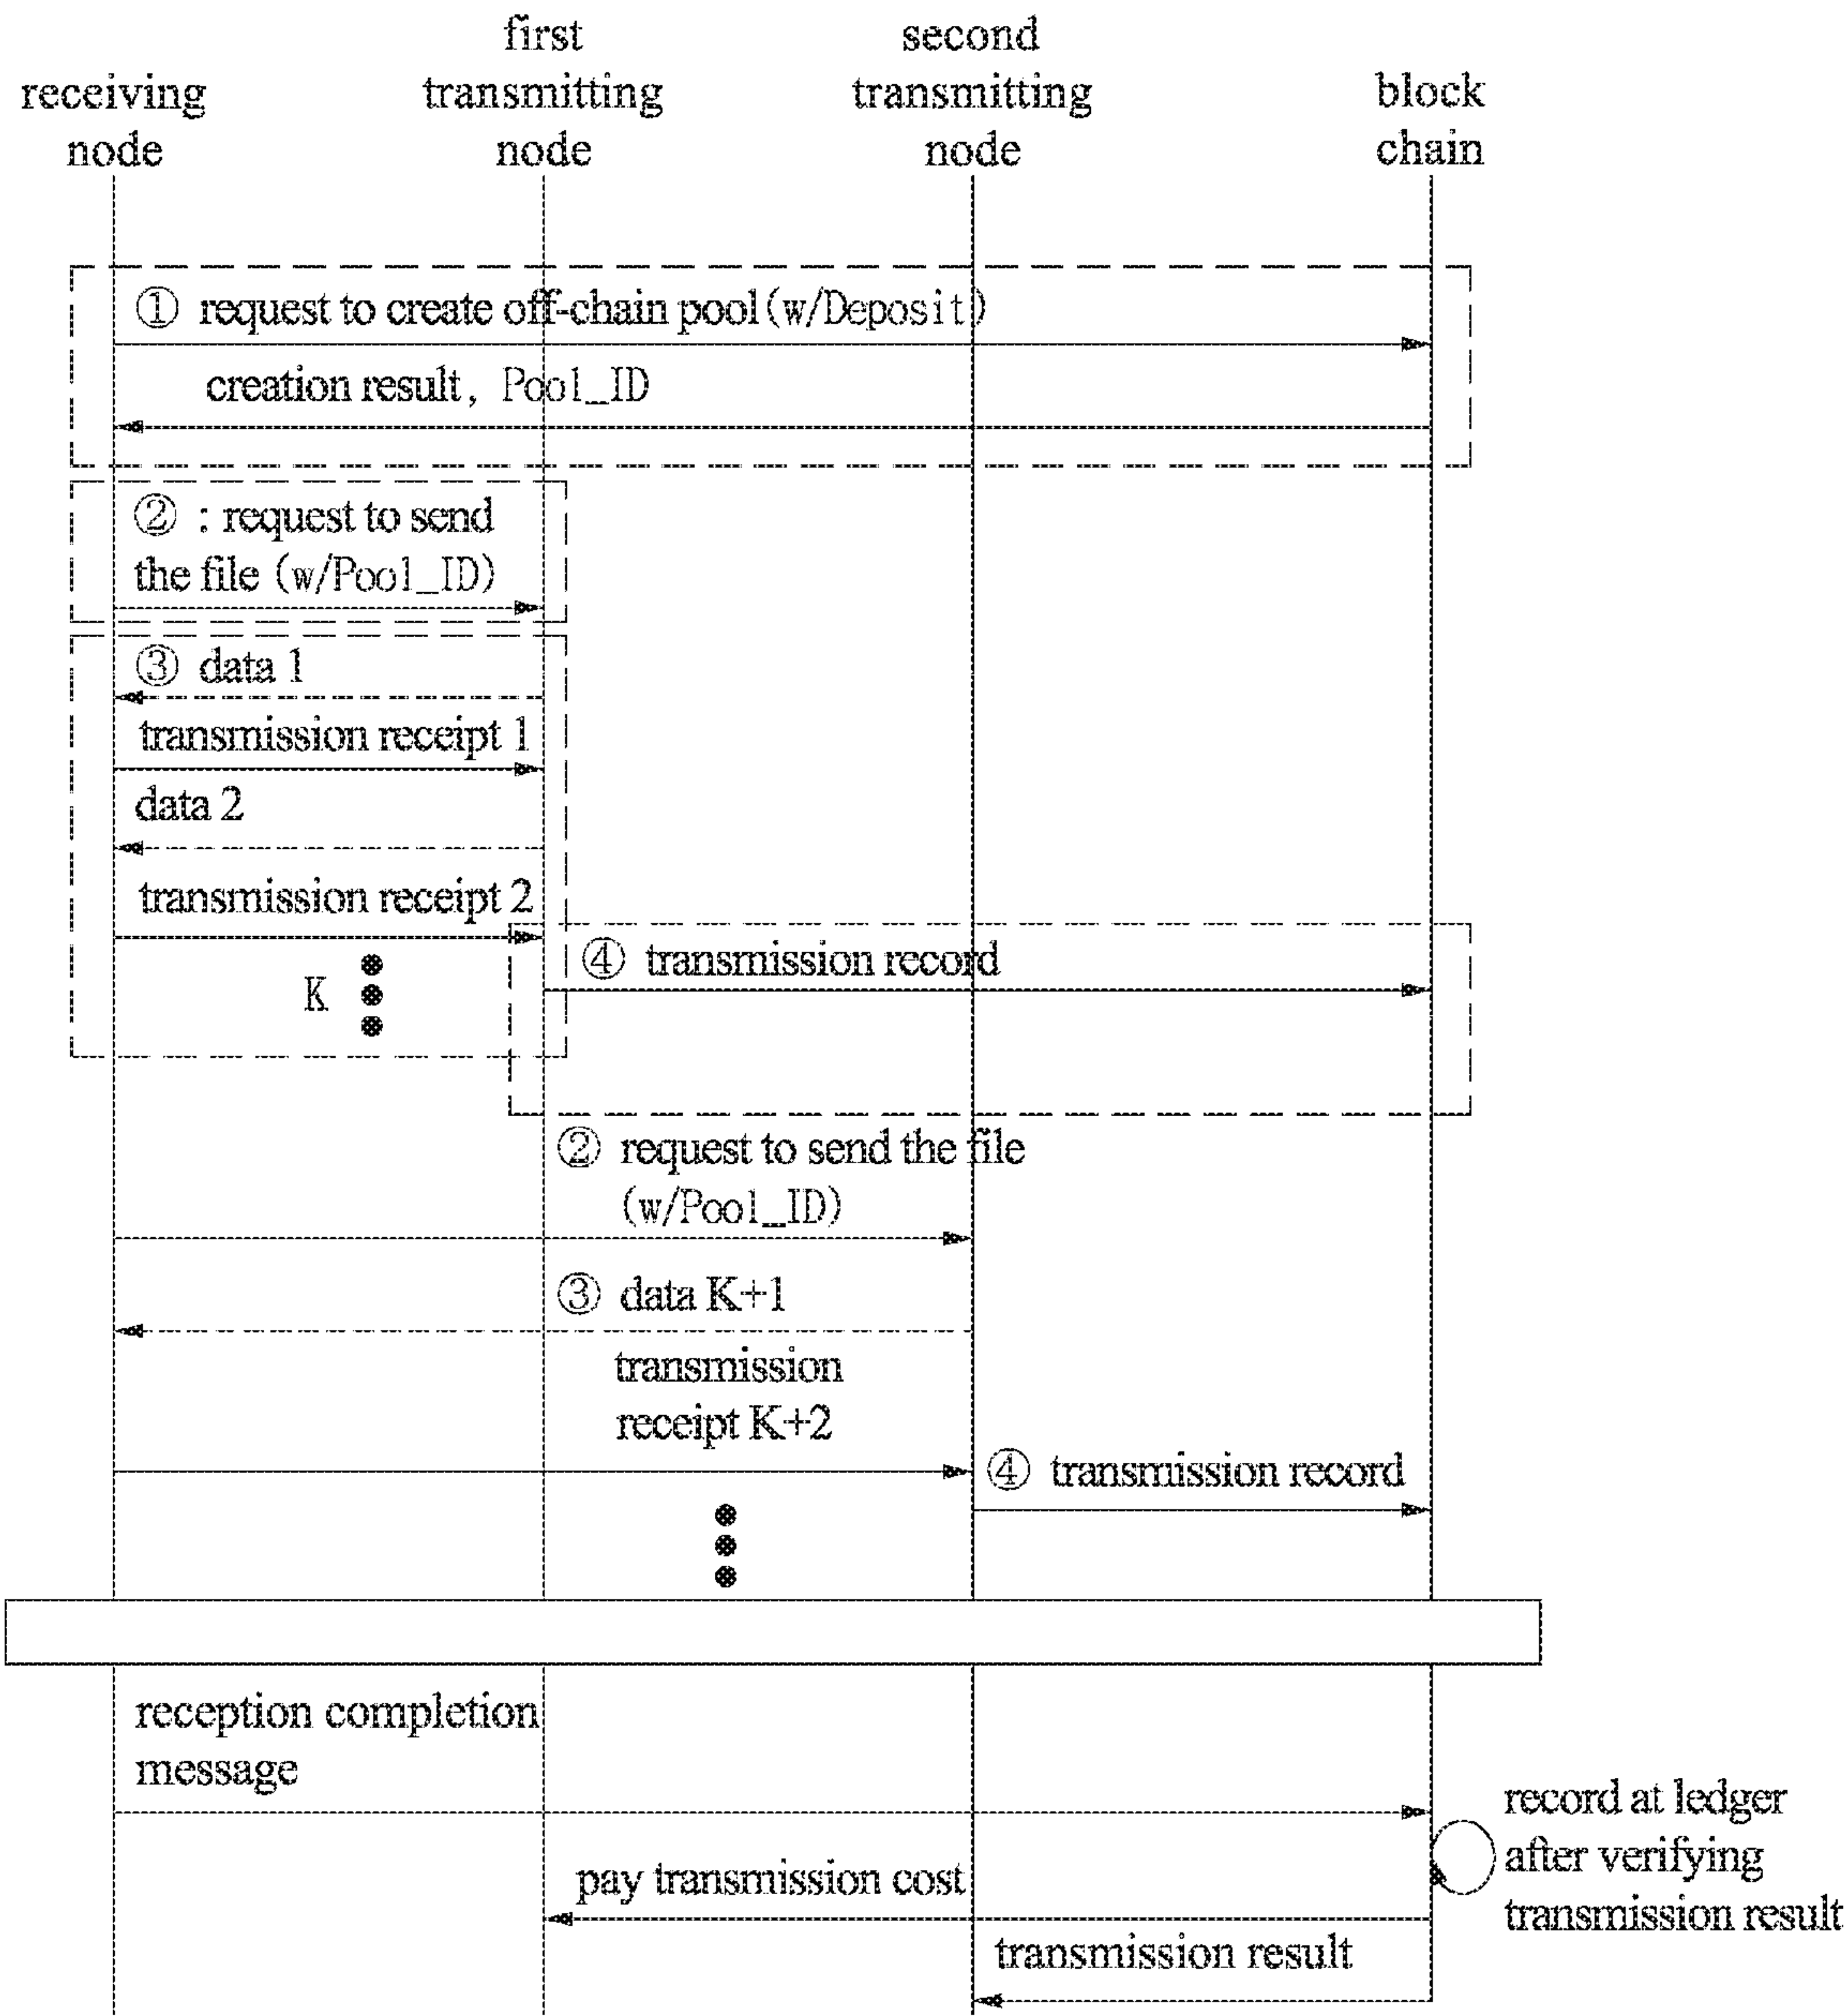 receiving
node
first
transmitting
node
second
transmitting
node
block
chain
① request to create off-chain pool(w/Deposit)
creation result, Pool_ID
② : request to send
the file (w/Pool_ID)
③ data 1
transmission receipt 1
data 2
transmission receipt 2
K
④ transmission record
② request to send the file
(w/Pool_ID)
③ data K+1
transmission
receipt K+2
④ transmission record
reception completion
message
record at ledger
after verifying
transmission result
pay transmission cost
transmission result